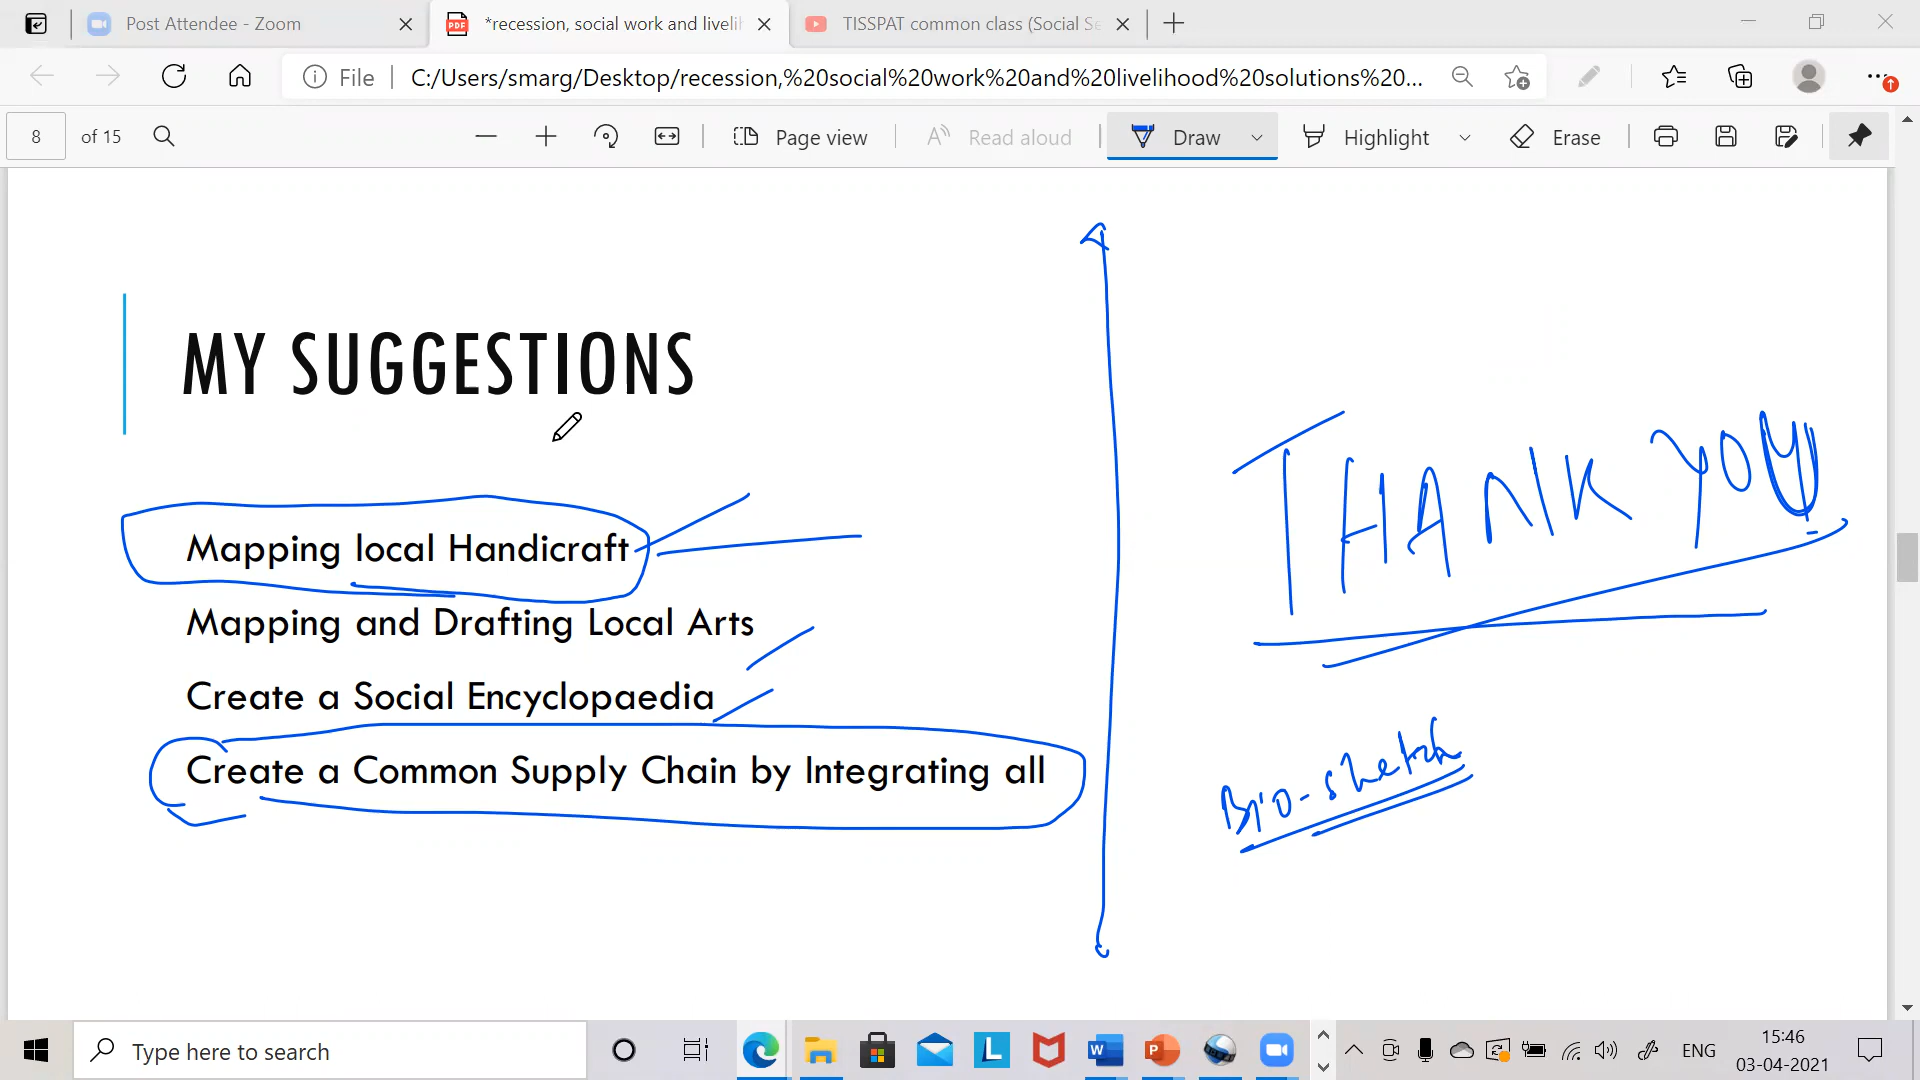 Post Attendee - Zoom
*recession, social work and liveli
TISSPAT common class (Social Se
File
C:/Users/smarg/Desktop/recession,%20social%20work%20and%20livelihood%20solutions%20...
8 of 15
Page view
Read aloud
Draw
Highlight
Erase
MY SUGGESTIONS
Mapping local Handicraft
Mapping and Drafting Local Arts
Create a Social Encyclopaedia
Create a Common Supply Chain by Integrating all
THANK YOU
Bio-sketch
Type here to search
ENG
15:46
03-04-2021